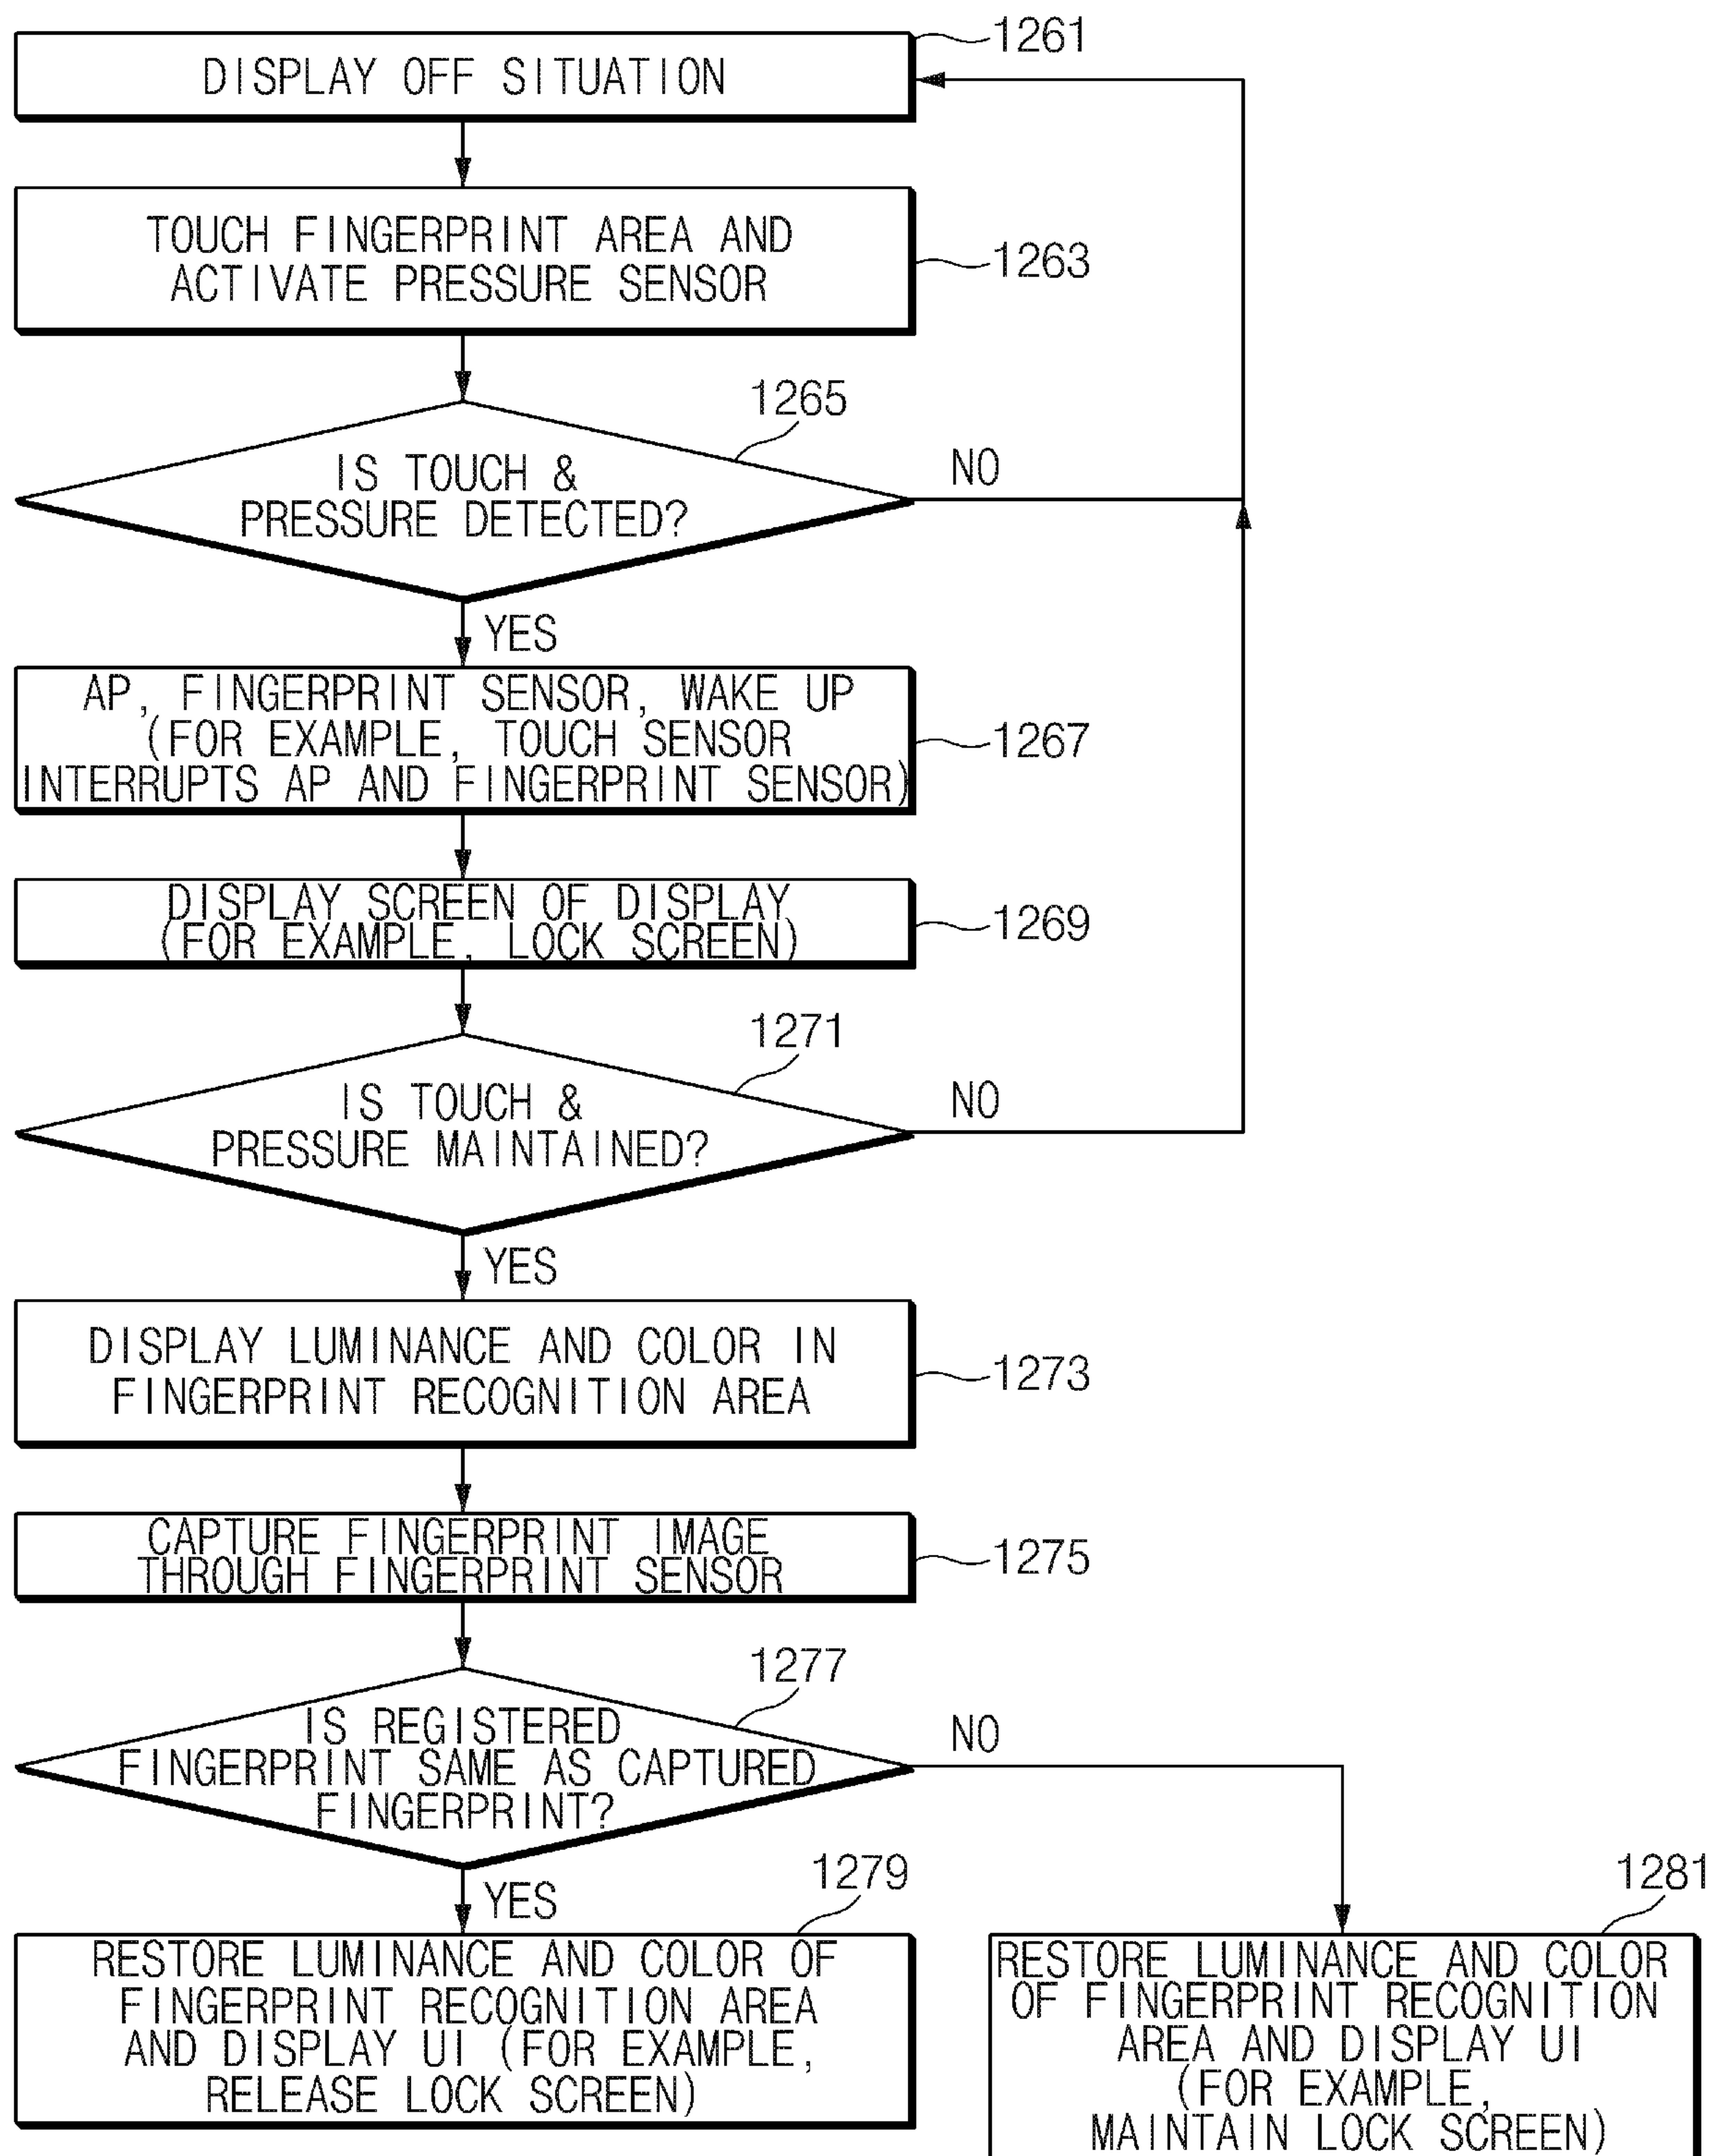 1261
DISPLAY OFF SITUATION
TOUCH FINGERPRINT AREA AND
ACTIVATE PRESSURE SENSOR
1263
1265
IS TOUCH &
PRESSURE DETECTED?
NO
YES
AP, FINGERPRINT SENSOR, WAKE UP
(FOR EXAMPLE, TOUCH SENSOR
INTERRUPTS AP AND FINGERPRINT SENSOR)
1267
DISPLAY SCREEN OF DISPLAY
(FOR EXAMPLE, LOCK SCREEN)
1269
1271
IS TOUCH &
PRESSURE MAINTAINED?
NO
YES
DISPLAY LUMINANCE AND COLOR IN
FINGERPRINT RECOGNITION AREA
1273
CAPTURE FINGERPRINT IMAGE
THROUGH FINGERPRINT SENSOR
1275
1277
IS REGISTERED
FINGERPRINT SAME AS CAPTURED
FINGERPRINT?
NO
YES
1279
RESTORE LUMINANCE AND COLOR OF
FINGERPRINT RECOGNITION AREA
AND DISPLAY UI (FOR EXAMPLE,
RELEASE LOCK SCREEN)
1281
RESTORE LUMINANCE AND COLOR
OF FINGERPRINT RECOGNITION
AREA AND DISPLAY UI
(FOR EXAMPLE,
MAINTAIN LOCK SCREEN)